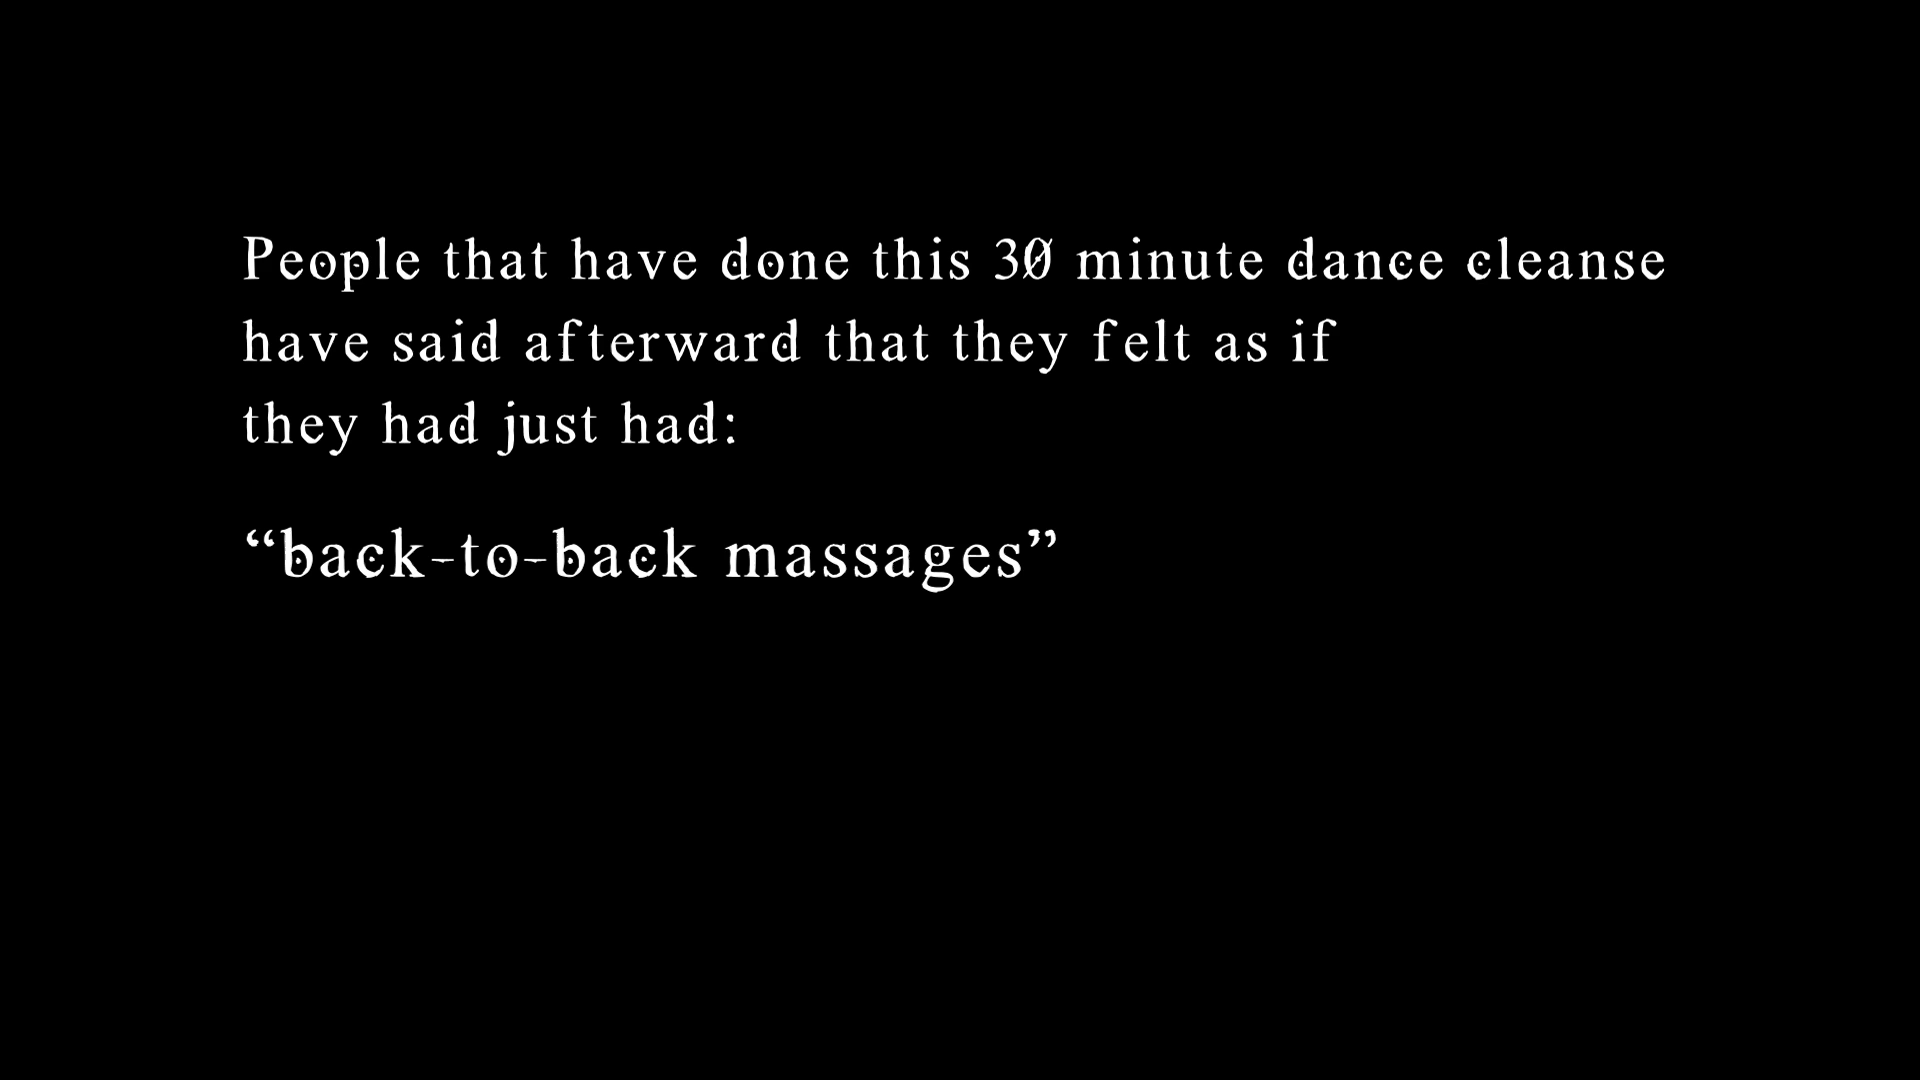 People that have done this 30 minute dance cleanse
have said afterward that they felt as if
they had just had:
“back-to-back massages”